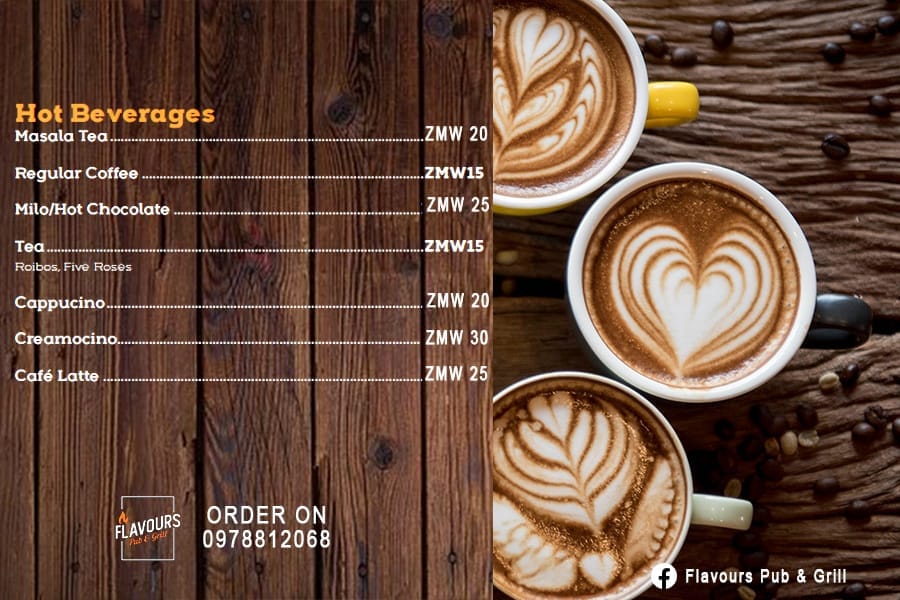 Hot Beverages
Masala Tea ZMW 20
Regular Coffee ZMW15
Milo/Hot Chocolate ZMW 25
Tea ZMW15
Roibos, Five Roses
Cappucino ZMW 20
Creamocino ZMW 30
Café Latte ZMW 25
FLAVOURS
Pub & Grill
ORDER ON
0978812068
Flavours Pub & Grill